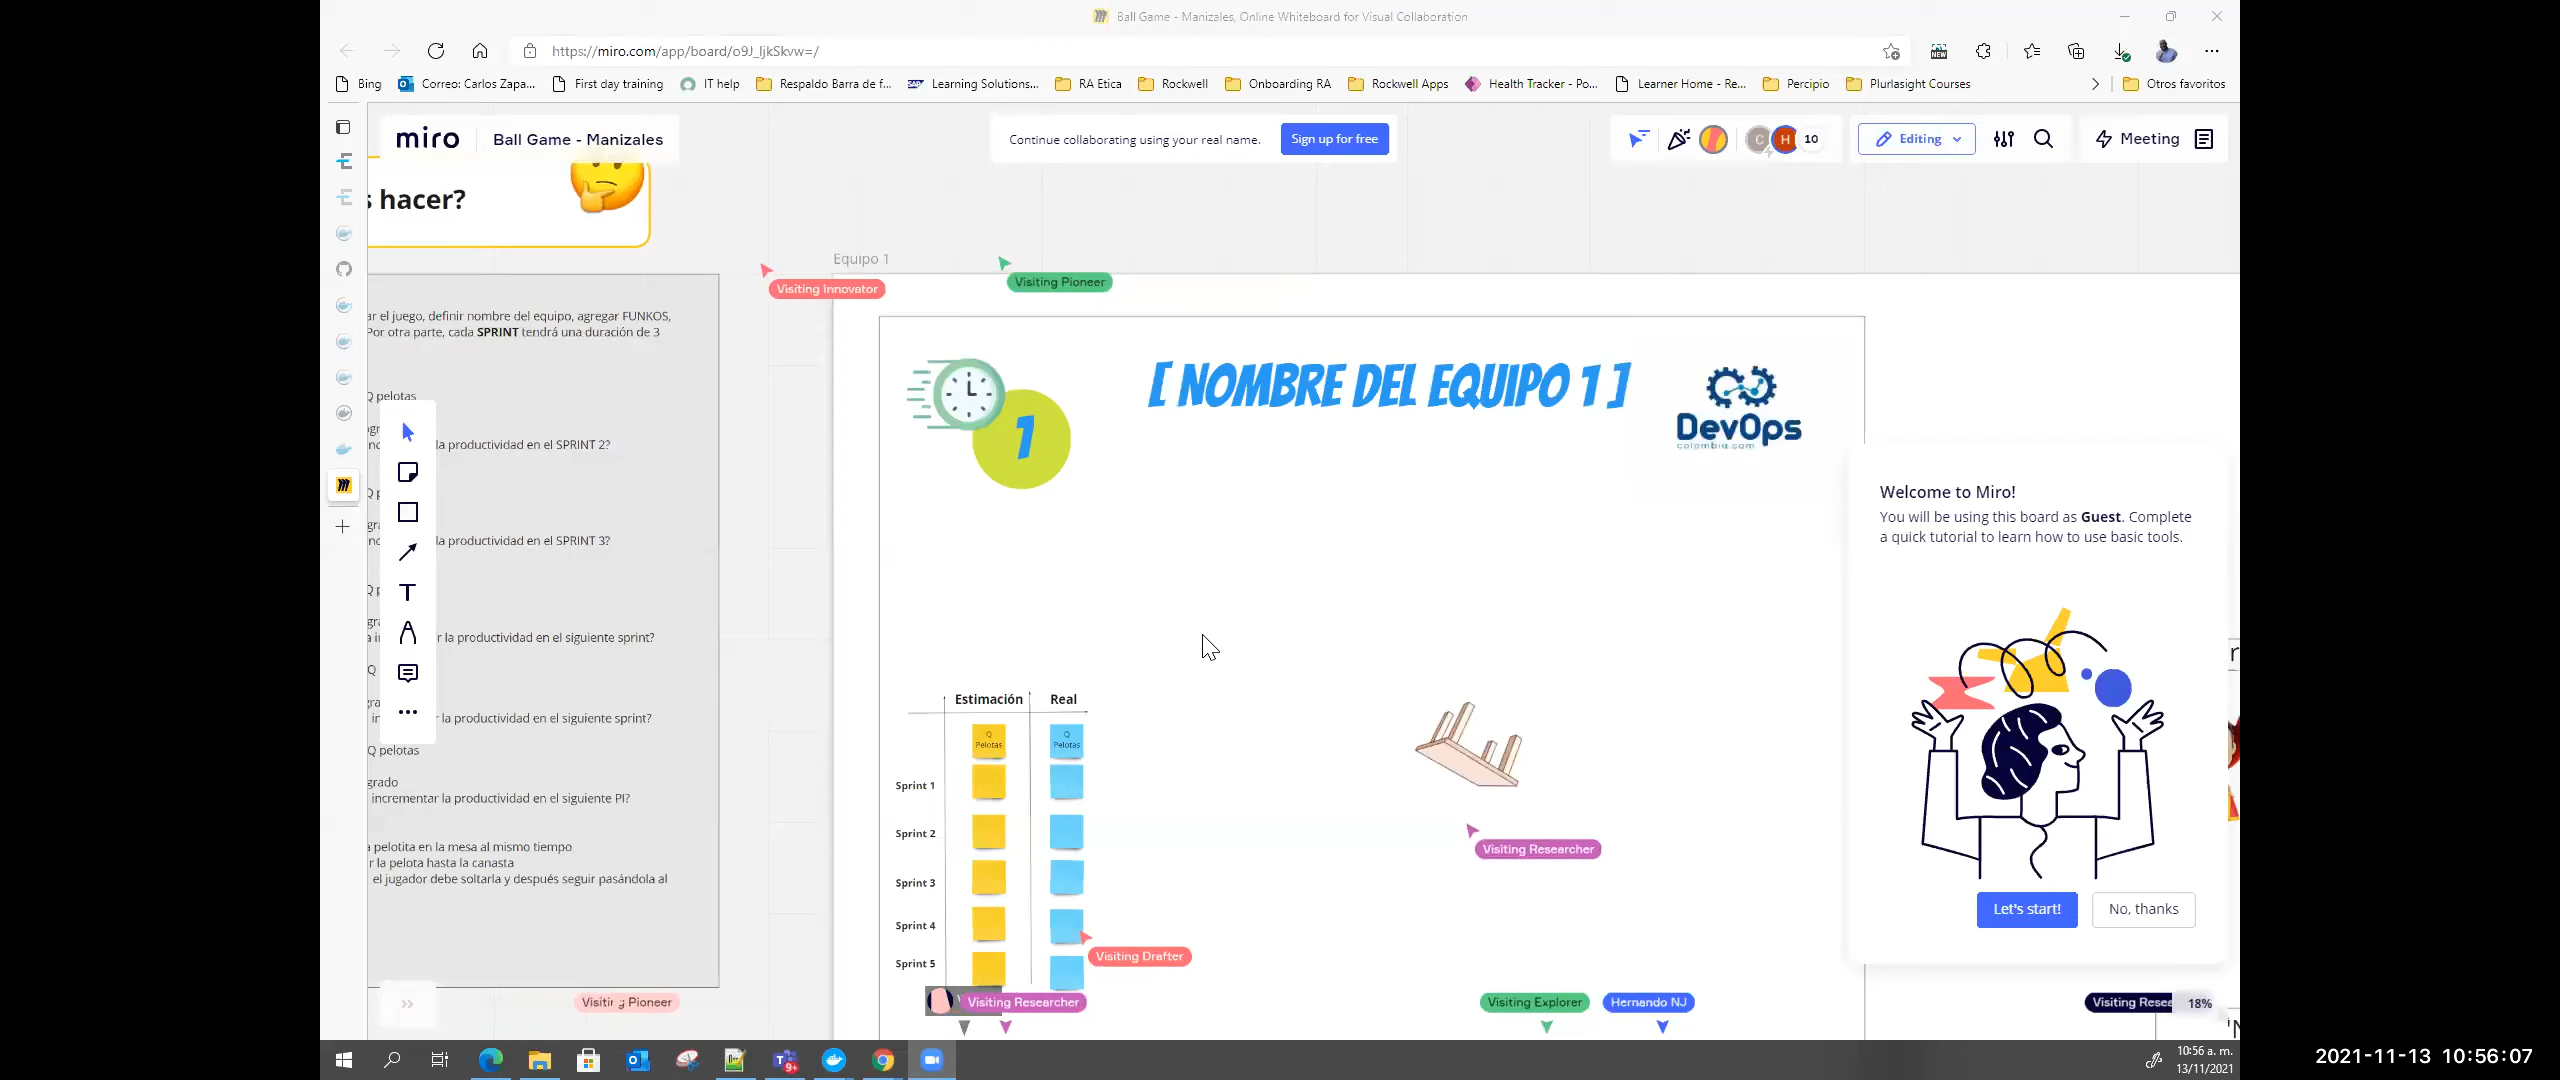 Ball Game - Manizales, Online Whiteboard for Visual Collaboration
https://miro.com/app/board/o9J_ljkSkvw=/
Bing
Correo: Carlos Zapa...
First day training
IT help
Respaldo Barra de f...
Learning Solutions...
RA Etica
Rockwell
Onboarding RA
Rockwell Apps
Health Tracker - Po...
Learner Home - Re...
Percipio
Plurlasight Courses
Otros favoritos
miro
Ball Game - Manizales
Continue collaborating using your real name.
Sign up for free
C
H
10
Editing
Meeting
s hacer?
Equipo 1
Visiting Innovator
Visiting Pioneer
ar el juego, definir nombre del equipo, agregar FUNKOS,
Por otra parte, cada SPRINT tendrá una duración de 3
Q pelotas
la productividad en el SPRINT 2?
la productividad en el SPRINT 3?
r la productividad en el siguiente sprint?
r la productividad en el siguiente sprint?
Q pelotas
grado
incrementar la productividad en el siguiente PI?
a pelotita en la mesa al mismo tiempo
r la pelota hasta la canasta
el jugador debe soltarla y después seguir pasándola al
1
[ NOMBRE DEL EQUIPO 1 ]
DevOps
colombia.com
Estimación
Real
Q
Pelotas
Q
Pelotas
Sprint 1
Sprint 2
Sprint 3
Sprint 4
Sprint 5
Visiting Researcher
Visiting Drafter
Welcome to Miro!
You will be using this board as Guest. Complete
a quick tutorial to learn how to use basic tools.
Let's start!
No, thanks
Visiting Pioneer
Visiting Researcher
Visiting Explorer
Hernando NJ
Visiting Resea
18%
9+
10:56 a. m.
13/11/2021
2021-11-13 10:56:07